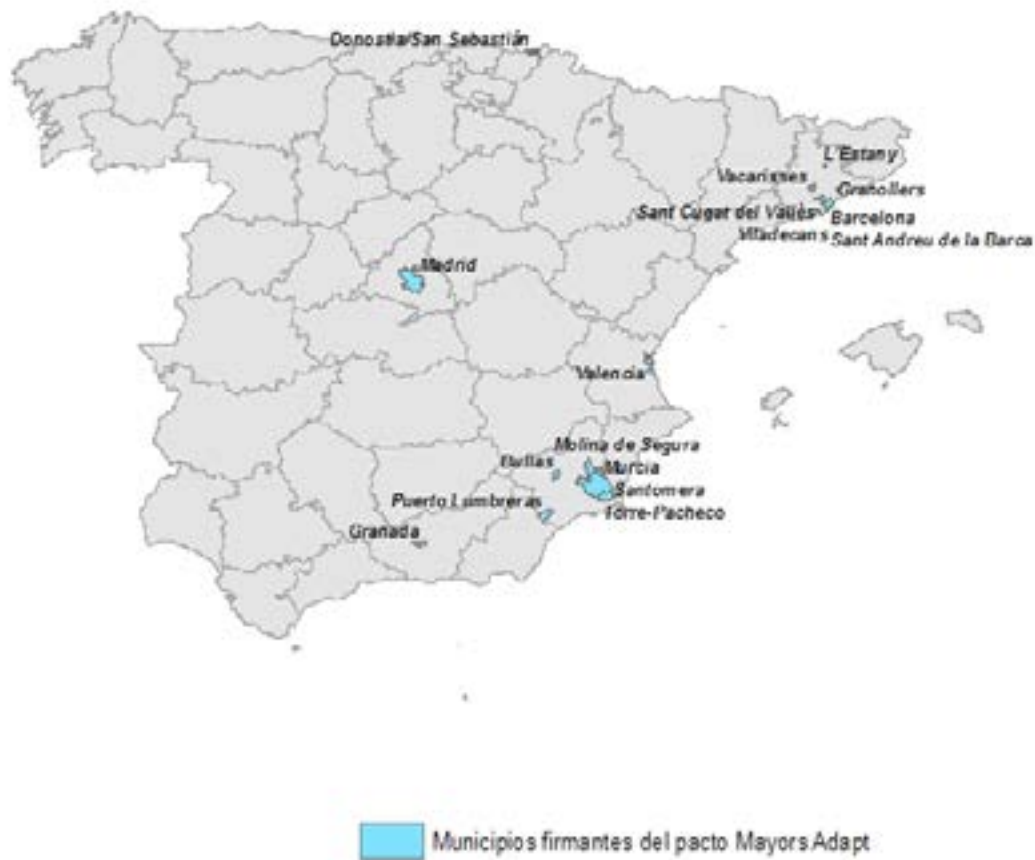 Donostia/San Sebastián
L'Estany
Vacarisses
Granollers
Sant Cugat del Vallès
Barcelona
Viladecans
Sant Andreu de la Barca
Madrid
Valencia
Molina de Segura
Bullas
Murcia
Santomera
Puerto Lumbreras
Torre-Pacheco
Granada
Municipios firmantes del pacto Mayors Adapt